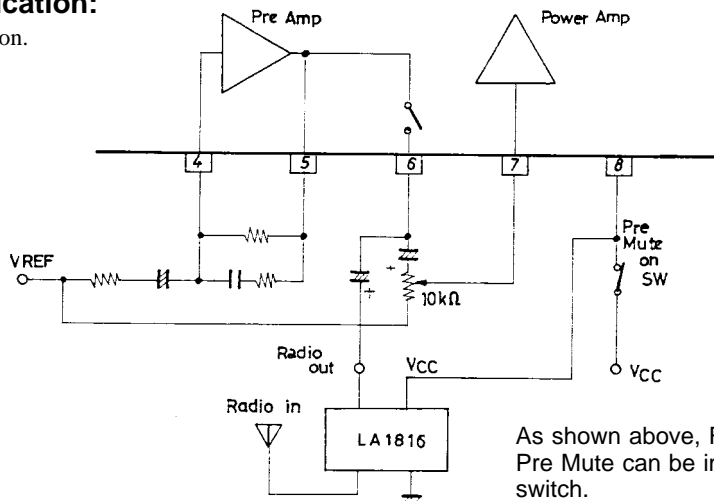 ication:
on.
Pre Amp
Power Amp
4
5
6
7
8
VREF
+
+
10kΩ
Pre
Mute
on
SW
Radio
out
VCC
VCC
Radio in
LA1816
As shown above,
Pre Mute can be
switch.